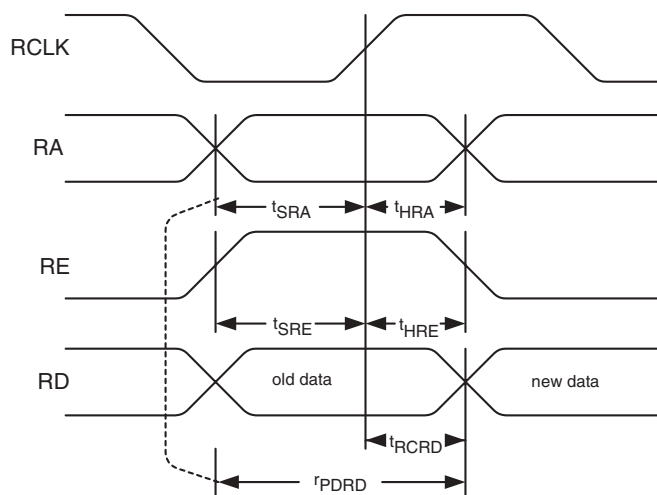 RCLK
RA
tSRA
tHRA
RE
tSRE
tHRE
RD
old data
new data
tRCRD
rPDRD